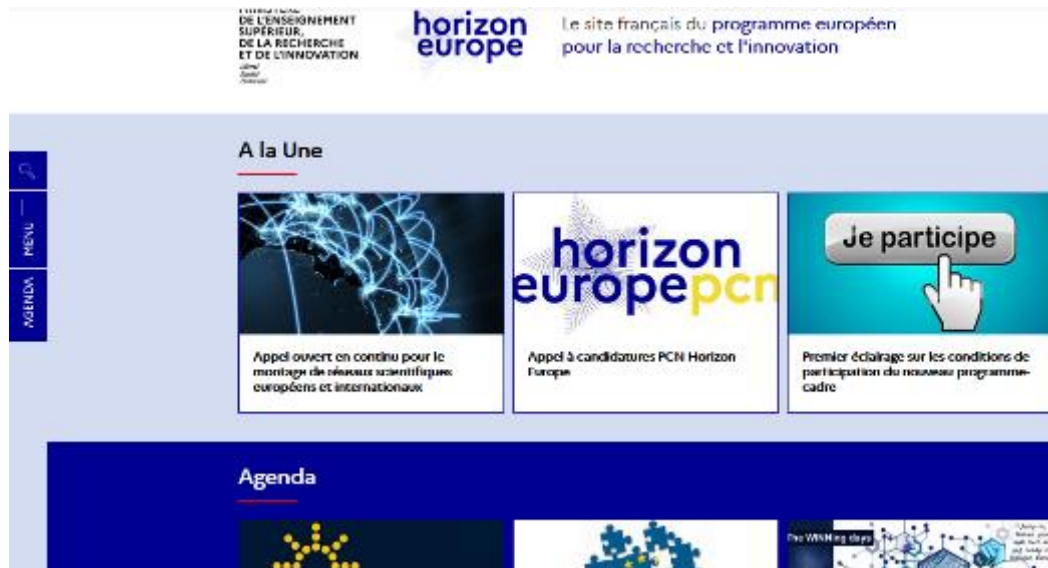 DE L'ENSEIGNEMENT
SUPÉRIEUR,
DE LA RECHERCHE
ET DE L'INNOVATION
horizon
europe
Le site français du programme européen
pour la recherche et l'innovation
A la Une
MENU
AGENDA
horizon
europepcn
Je participe
Appel ouvert en continu pour le
montage de réseaux scientifiques
européens et internationaux
Appel à candidatures PCN Horizon
Europe
Premier éclairage sur les conditions de
participation du nouveau programme-
cadre
Agenda
The WINNing days